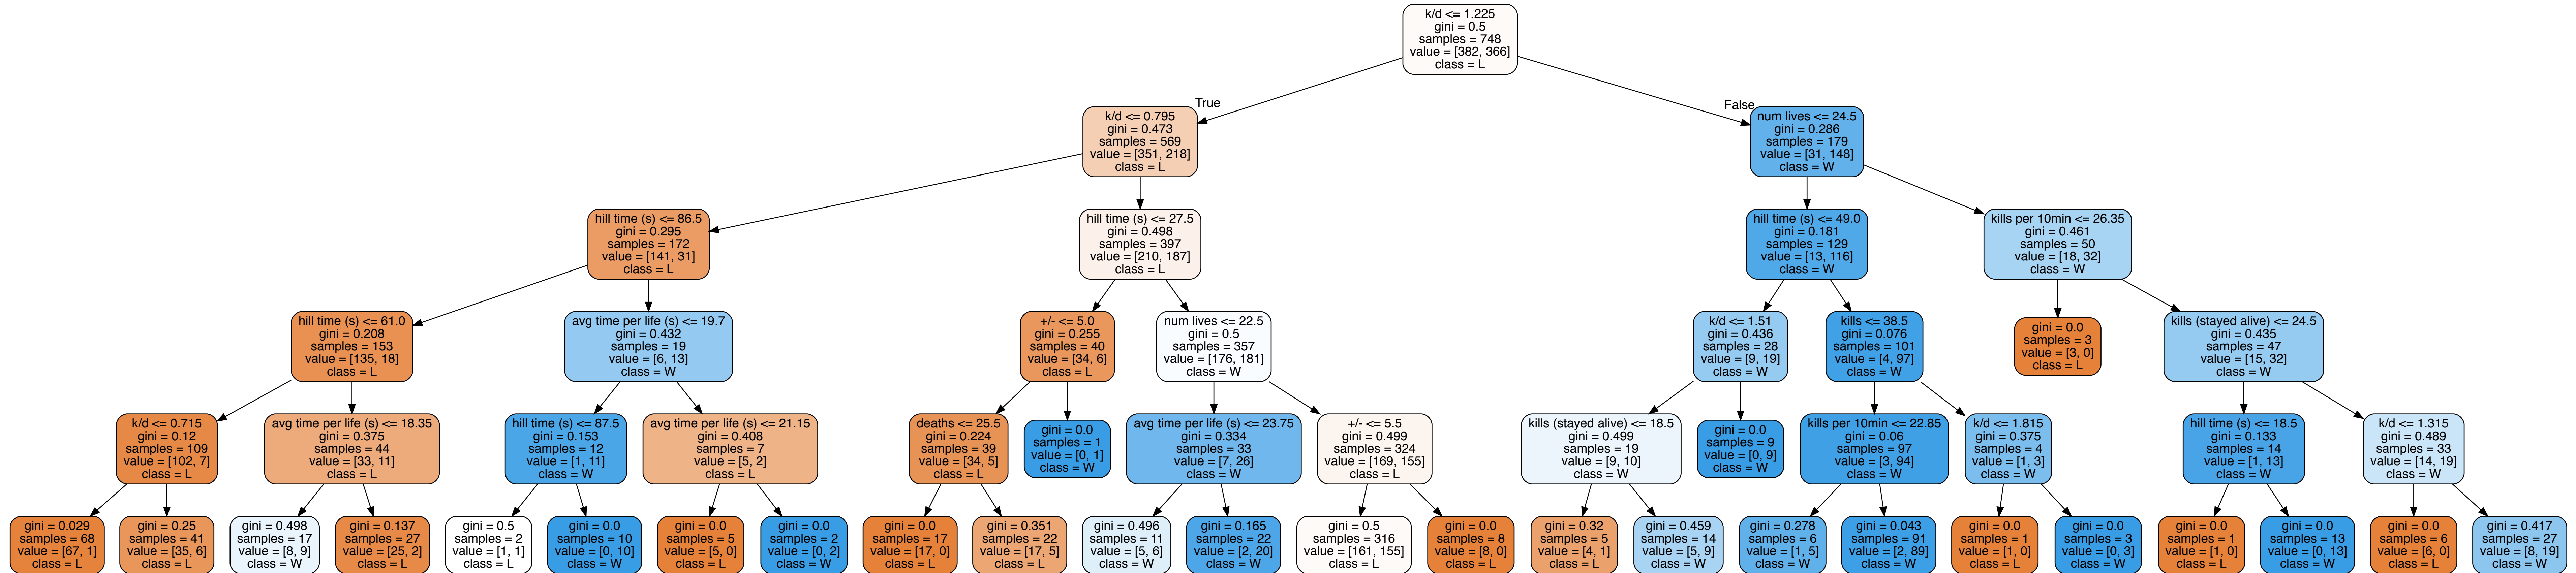 k/d <= 1.225
gini = 0.5
samples = 748
value = [382, 366]
class = L
True
False
k/d <= 0.795
gini = 0.473
samples = 569
value = [351, 218]
class = L
num lives <= 24.5
gini = 0.286
samples = 179
value = [31, 148]
class = W
hill time (s) <= 86.5
gini = 0.295
samples = 172
value = [141, 31]
class = L
hill time (s) <= 27.5
gini = 0.498
samples = 397
value = [210, 187]
class = L
hill time (s) <= 49.0
gini = 0.181
samples = 129
value = [13, 116]
class = W
kills per 10min <= 26.35
gini = 0.461
samples = 50
value = [18, 32]
class = W
hill time (s) <= 61.0
gini = 0.208
samples = 153
value = [135, 18]
class = L
avg time per life (s) <= 19.7
gini = 0.432
samples = 19
value = [6, 13]
class = W
+/- <= 5.0
gini = 0.255
samples = 40
value = [34, 6]
class = L
num lives <= 22.5
gini = 0.5
samples = 357
value = [176, 181]
class = W
k/d <= 1.51
gini = 0.436
samples = 28
value = [9, 19]
class = W
kills <= 38.5
gini = 0.076
samples = 101
value = [4, 97]
class = W
gini = 0.0
samples = 3
value = [3, 0]
class = L
kills (stayed alive) <= 24.5
gini = 0.435
samples = 47
value = [15, 32]
class = W
k/d <= 0.715
gini = 0.12
samples = 109
value = [102, 7]
class = L
avg time per life (s) <= 18.35
gini = 0.375
samples = 44
value = [33, 11]
class = L
hill time (s) <= 87.5
gini = 0.153
samples = 12
value = [1, 11]
class = W
avg time per life (s) <= 21.15
gini = 0.408
samples = 7
value = [5, 2]
class = L
deaths <= 25.5
gini = 0.224
samples = 39
value = [34, 5]
class = L
gini = 0.0
samples = 1
value = [0, 1]
class = W
avg time per life (s) <= 23.75
gini = 0.334
samples = 33
value = [7, 26]
class = W
+/- <= 5.5
gini = 0.499
samples = 324
value = [169, 155]
class = L
kills (stayed alive) <= 18.5
gini = 0.499
samples = 19
value = [9, 10]
class = W
gini = 0.0
samples = 9
value = [0, 9]
class = W
kills per 10min <= 22.85
gini = 0.06
samples = 97
value = [3, 94]
class = W
k/d <= 1.815
gini = 0.375
samples = 4
value = [1, 3]
class = W
hill time (s) <= 18.5
gini = 0.133
samples = 14
value = [1, 13]
class = W
k/d <= 1.315
gini = 0.489
samples = 33
value = [14, 19]
class = W
gini = 0.029
samples = 68
value = [67, 1]
class = L
gini = 0.25
samples = 41
value = [35, 6]
class = L
gini = 0.498
samples = 17
value = [8, 9]
class = W
gini = 0.137
samples = 27
value = [25, 2]
class = L
gini = 0.5
samples = 2
value = [1, 1]
class = L
gini = 0.0
samples = 10
value = [0, 10]
class = W
gini = 0.0
samples = 5
value = [5, 0]
class = L
gini = 0.0
samples = 2
value = [0, 2]
class = W
gini = 0.0
samples = 17
value = [17, 0]
class = L
gini = 0.351
samples = 22
value = [17, 5]
class = L
gini = 0.496
samples = 11
value = [5, 6]
class = W
gini = 0.165
samples = 22
value = [2, 20]
class = W
gini = 0.5
samples = 316
value = [161, 155]
class = L
gini = 0.0
samples = 8
value = [8, 0]
class = L
gini = 0.32
samples = 5
value = [4, 1]
class = L
gini = 0.459
samples = 14
value = [5, 9]
class = W
gini = 0.278
samples = 6
value = [1, 5]
class = W
gini = 0.043
samples = 91
value = [2, 89]
class = W
gini = 0.0
samples = 1
value = [1, 0]
class = L
gini = 0.0
samples = 3
value = [0, 3]
class = W
gini = 0.0
samples = 1
value = [1, 0]
class = L
gini = 0.0
samples = 13
value = [0, 13]
class = W
gini = 0.0
samples = 6
value = [6, 0]
class = L
gini = 0.417
samples = 27
value = [8, 19]
class = W